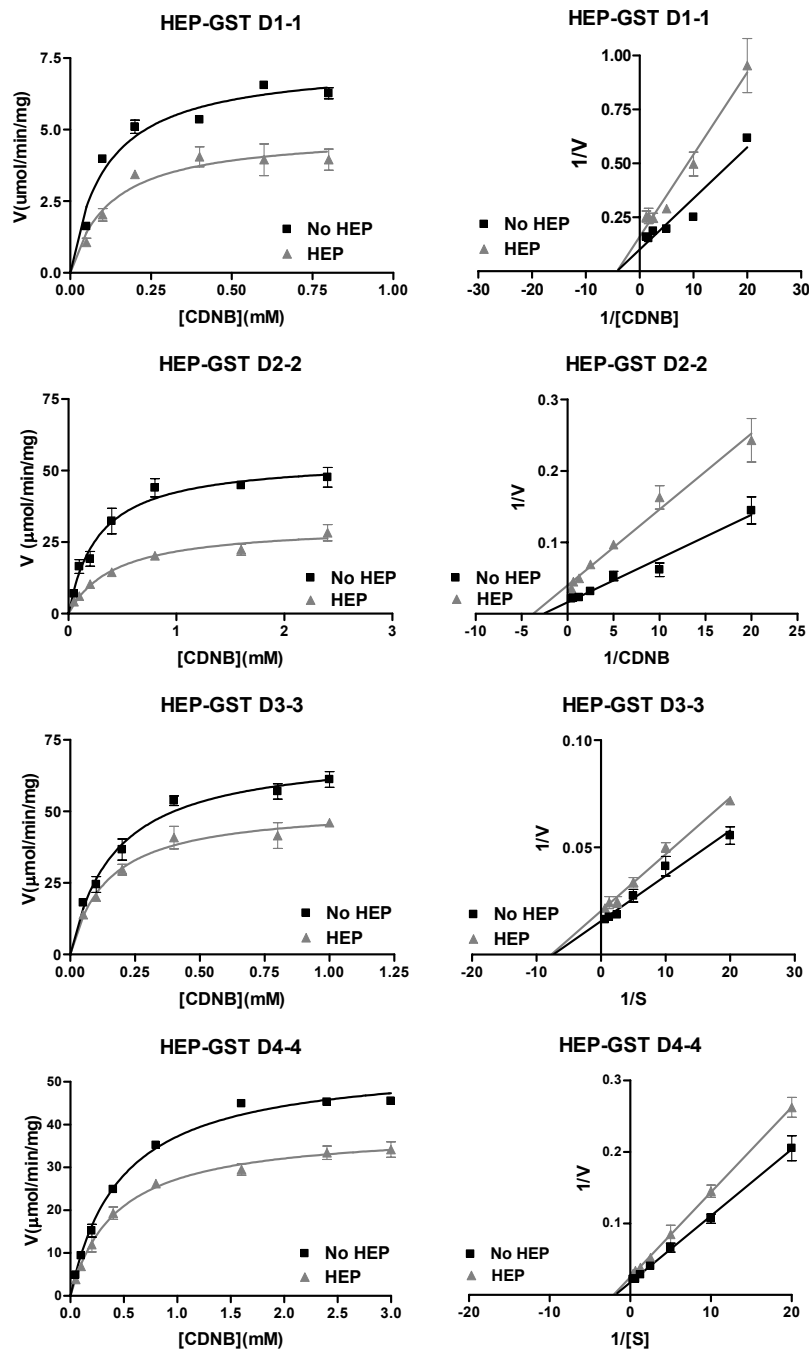 HEP-GST D1-1
7.5
5.0
2.5
0.0
V(umol/min/mg)
No HEP
HEP
0.00 0.25 0.50 0.75 1.00
[CDNB](mM)
HEP-GST D1-1
1.00
0.75
0.50
0.25
1/V
No HEP
HEP
-30 -20 -10 0 10 20 30
1/[CDNB]
HEP-GST D2-2
75
50
25
0
V (μmol/min/mg)
No HEP
HEP
0 1 2 3
[CDNB](mM)
HEP-GST D2-2
0.3
0.2
0.1
1/V
No HEP
HEP
-10 -5 0 5 10 15 20 25
1/CDNB
HEP-GST D3-3
75
50
25
0
V(μmol/min/mg)
No HEP
HEP
0.00 0.25 0.50 0.75 1.00 1.25
[CDNB](mM)
HEP-GST D3-3
0.10
0.05
1/V
No HEP
HEP
-20 -10 0 10 20 30
1/S
HEP-GST D4-4
50
40
30
20
10
0
V(μmol/min/mg)
No HEP
HEP
0.0 0.5 1.0 1.5 2.0 2.5 3.0
[CDNB](mM)
HEP-GST D4-4
0.3
0.2
0.1
1/V
No HEP
HEP
-20 -10 0 10 20
1/[S]